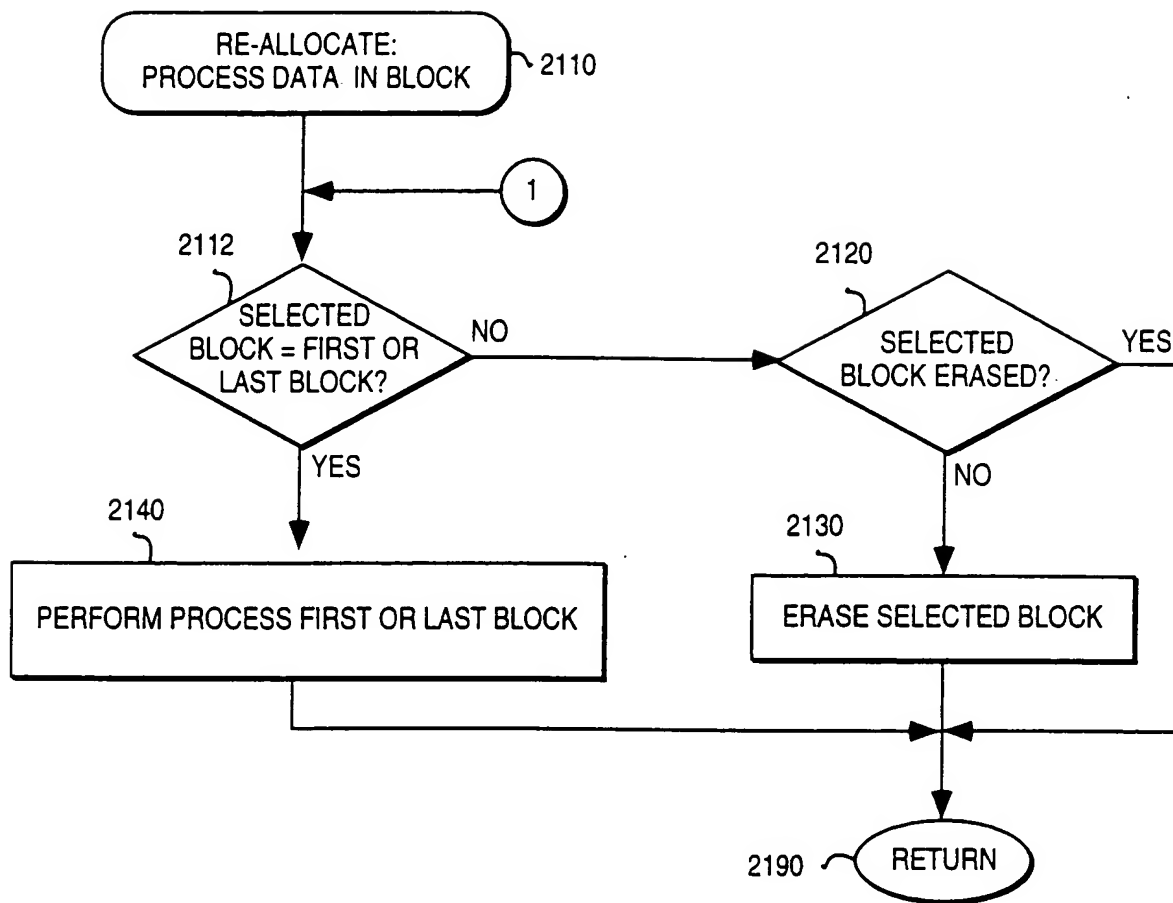 RE-ALLOCATE:
PROCESS DATA IN BLOCK
2110
1
2112
SELECTED
BLOCK = FIRST OR
LAST BLOCK?
NO
YES
2120
SELECTED
BLOCK ERASED?
YES
NO
2140
PERFORM PROCESS FIRST OR LAST BLOCK
2130
ERASE SELECTED BLOCK
2190
RETURN